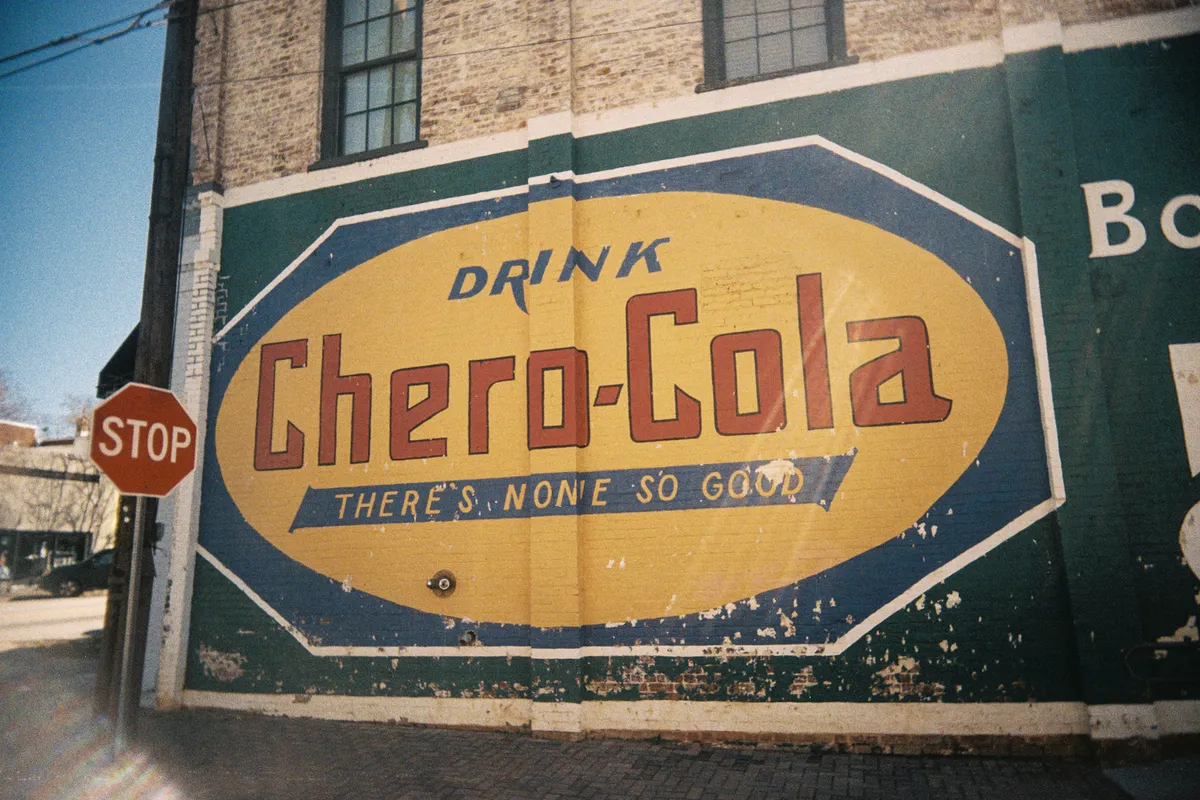 DRINK
Chero-Cola
THERE'S NONE SO GOOD
STOP